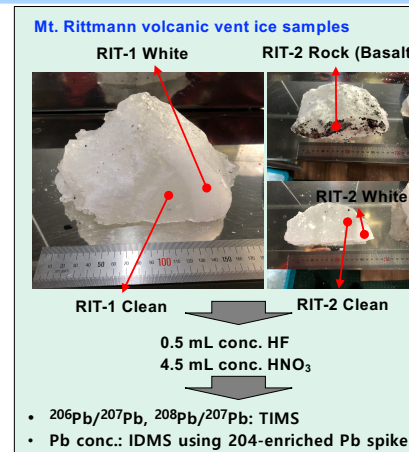 Mt. Rittmann volcanic vent ice samples
RIT-1 White
RIT-2 Rock (Basalt
RIT-2 White
RIT-1 Clean
RIT-2 Clean
0.5 mL conc. HF
4.5 mL conc. HNO₃
• ²⁰⁶Pb/²⁰⁷Pb, ²⁰⁸Pb/²⁰⁷Pb: TIMS
• Pb conc.: IDMS using 204-enriched Pb spike